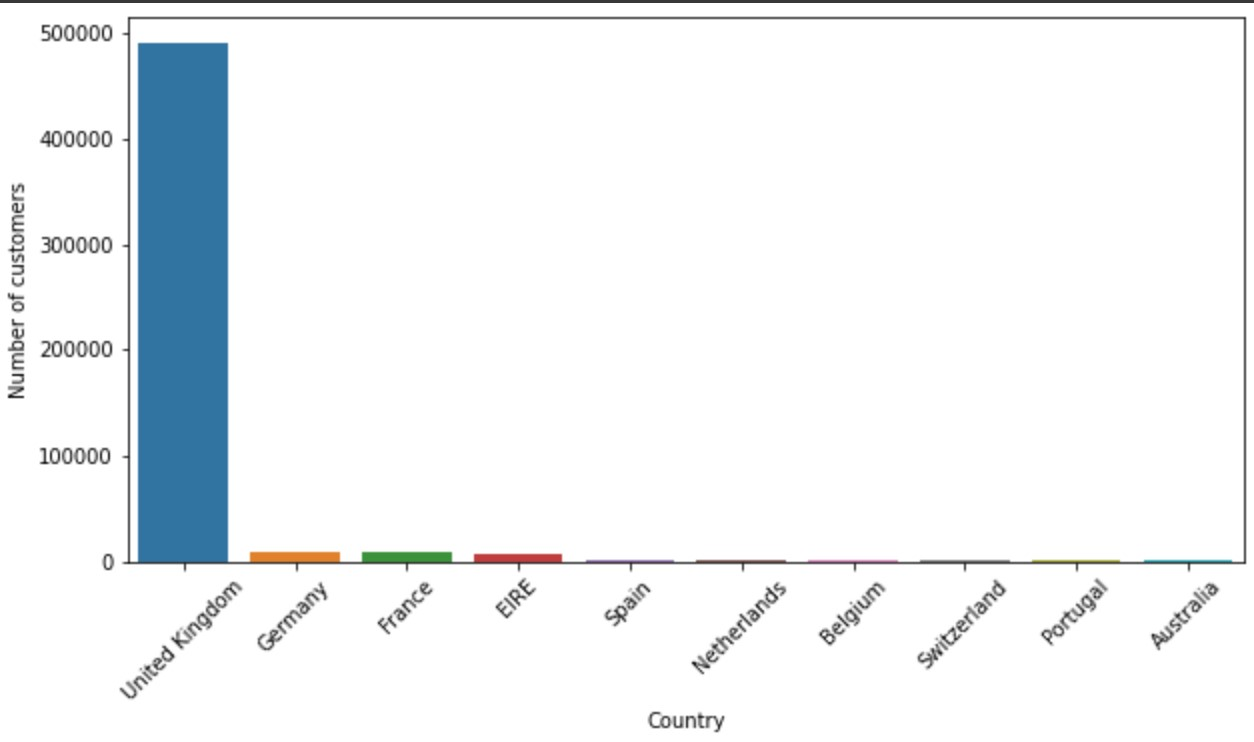 500000
400000
300000
200000
100000
0
Number of customers
United Kingdom
Germany
France
EIRE
Spain
Netherlands
Belgium
Switzerland
Portugal
Australia
Country